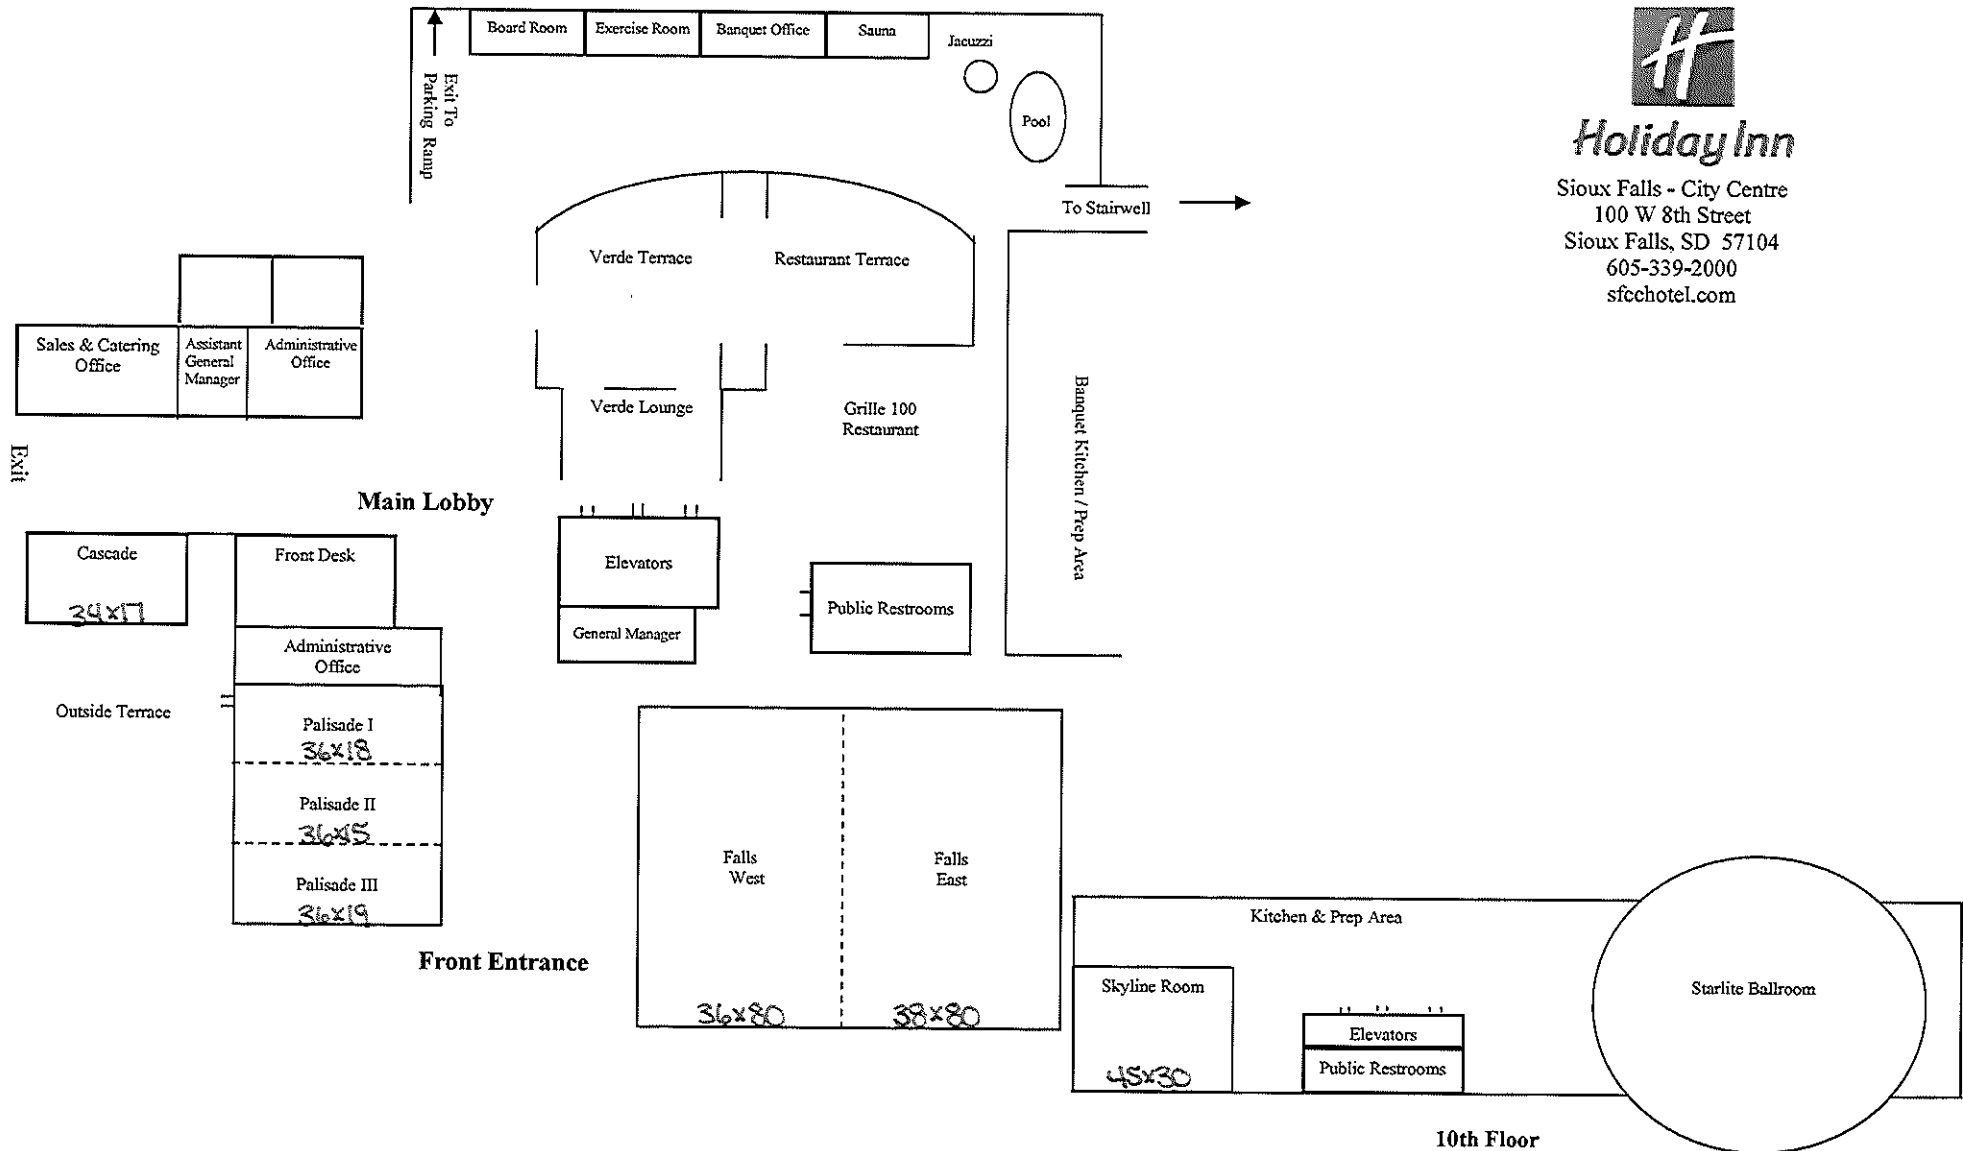 Board Room
Exercise Room
Banquet Office
Sauna
Jacuzzi
Pool
Exit To
Parking Ramp
To Stairwell
Holiday Inn
Sioux Falls - City Centre
100 W 8th Street
Sioux Falls, SD 57104
605-339-2000
sfcchotel.com
Verde Terrace
Restaurant Terrace
Sales & Catering
Office
Assistant
General
Manager
Administrative
Office
Verde Lounge
Grille 100
Restaurant
Banquet Kitchen / Prep Area
Exit
Main Lobby
Cascade
34x17
Front Desk
Elevators
General Manager
Public Restrooms
Administrative
Office
Outside Terrace
Palisade I
36x18
Palisade II
36x15
Palisade III
36x19
Front Entrance
Falls
West
36x80
Falls
East
38x80
Kitchen & Prep Area
Skyline Room
45x30
Elevators
Public Restrooms
Starlite Ballroom
10th Floor